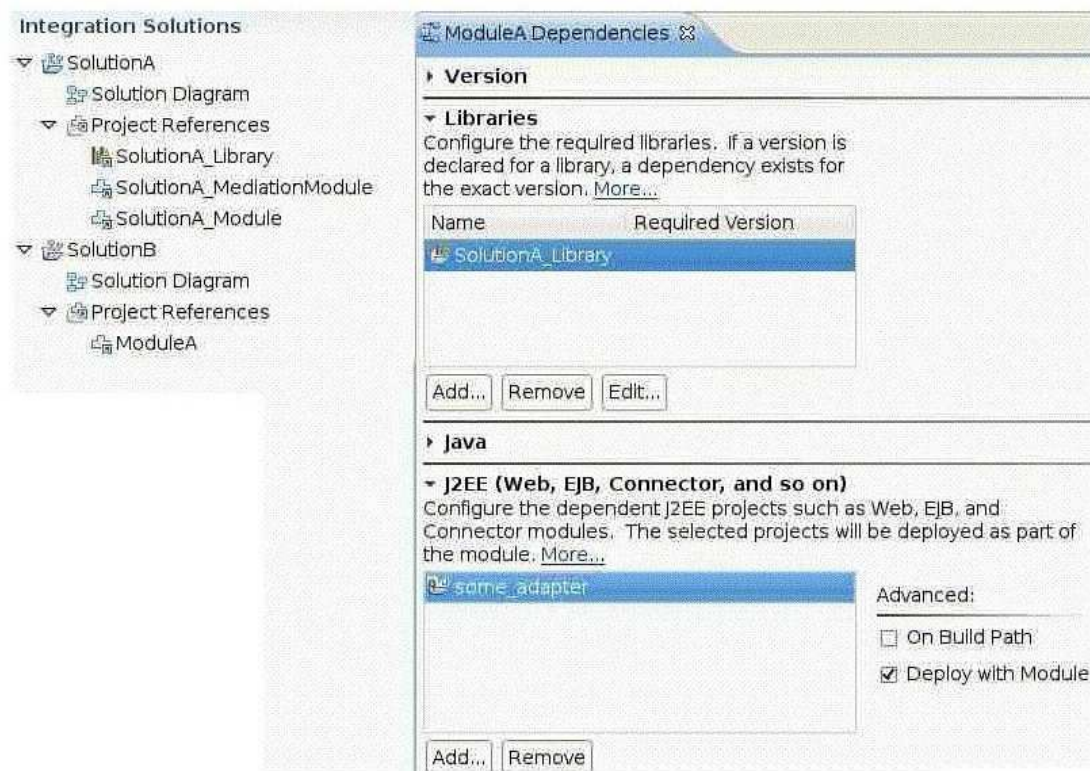 Integration Solutions
SolutionA
Solution Diagram
Project References
SolutionA_Library
SolutionA_MediationModule
SolutionA_Module
SolutionB
Solution Diagram
Project References
ModuleA
ModuleA Dependencies
Version
Libraries
Configure the required libraries. If a version is
declared for a library, a dependency exists for
the exact version. More...
Name Required Version
SolutionA_Library
Add... Remove Edit...
Java
J2EE (Web, EJB, Connector, and so on)
Configure the dependent J2EE projects such as Web, EJB, and
Connector modules. The selected projects will be deployed as part of
the module. More...
some_adapter
Advanced:
On Build Path
Deploy with Module
Add... Remove